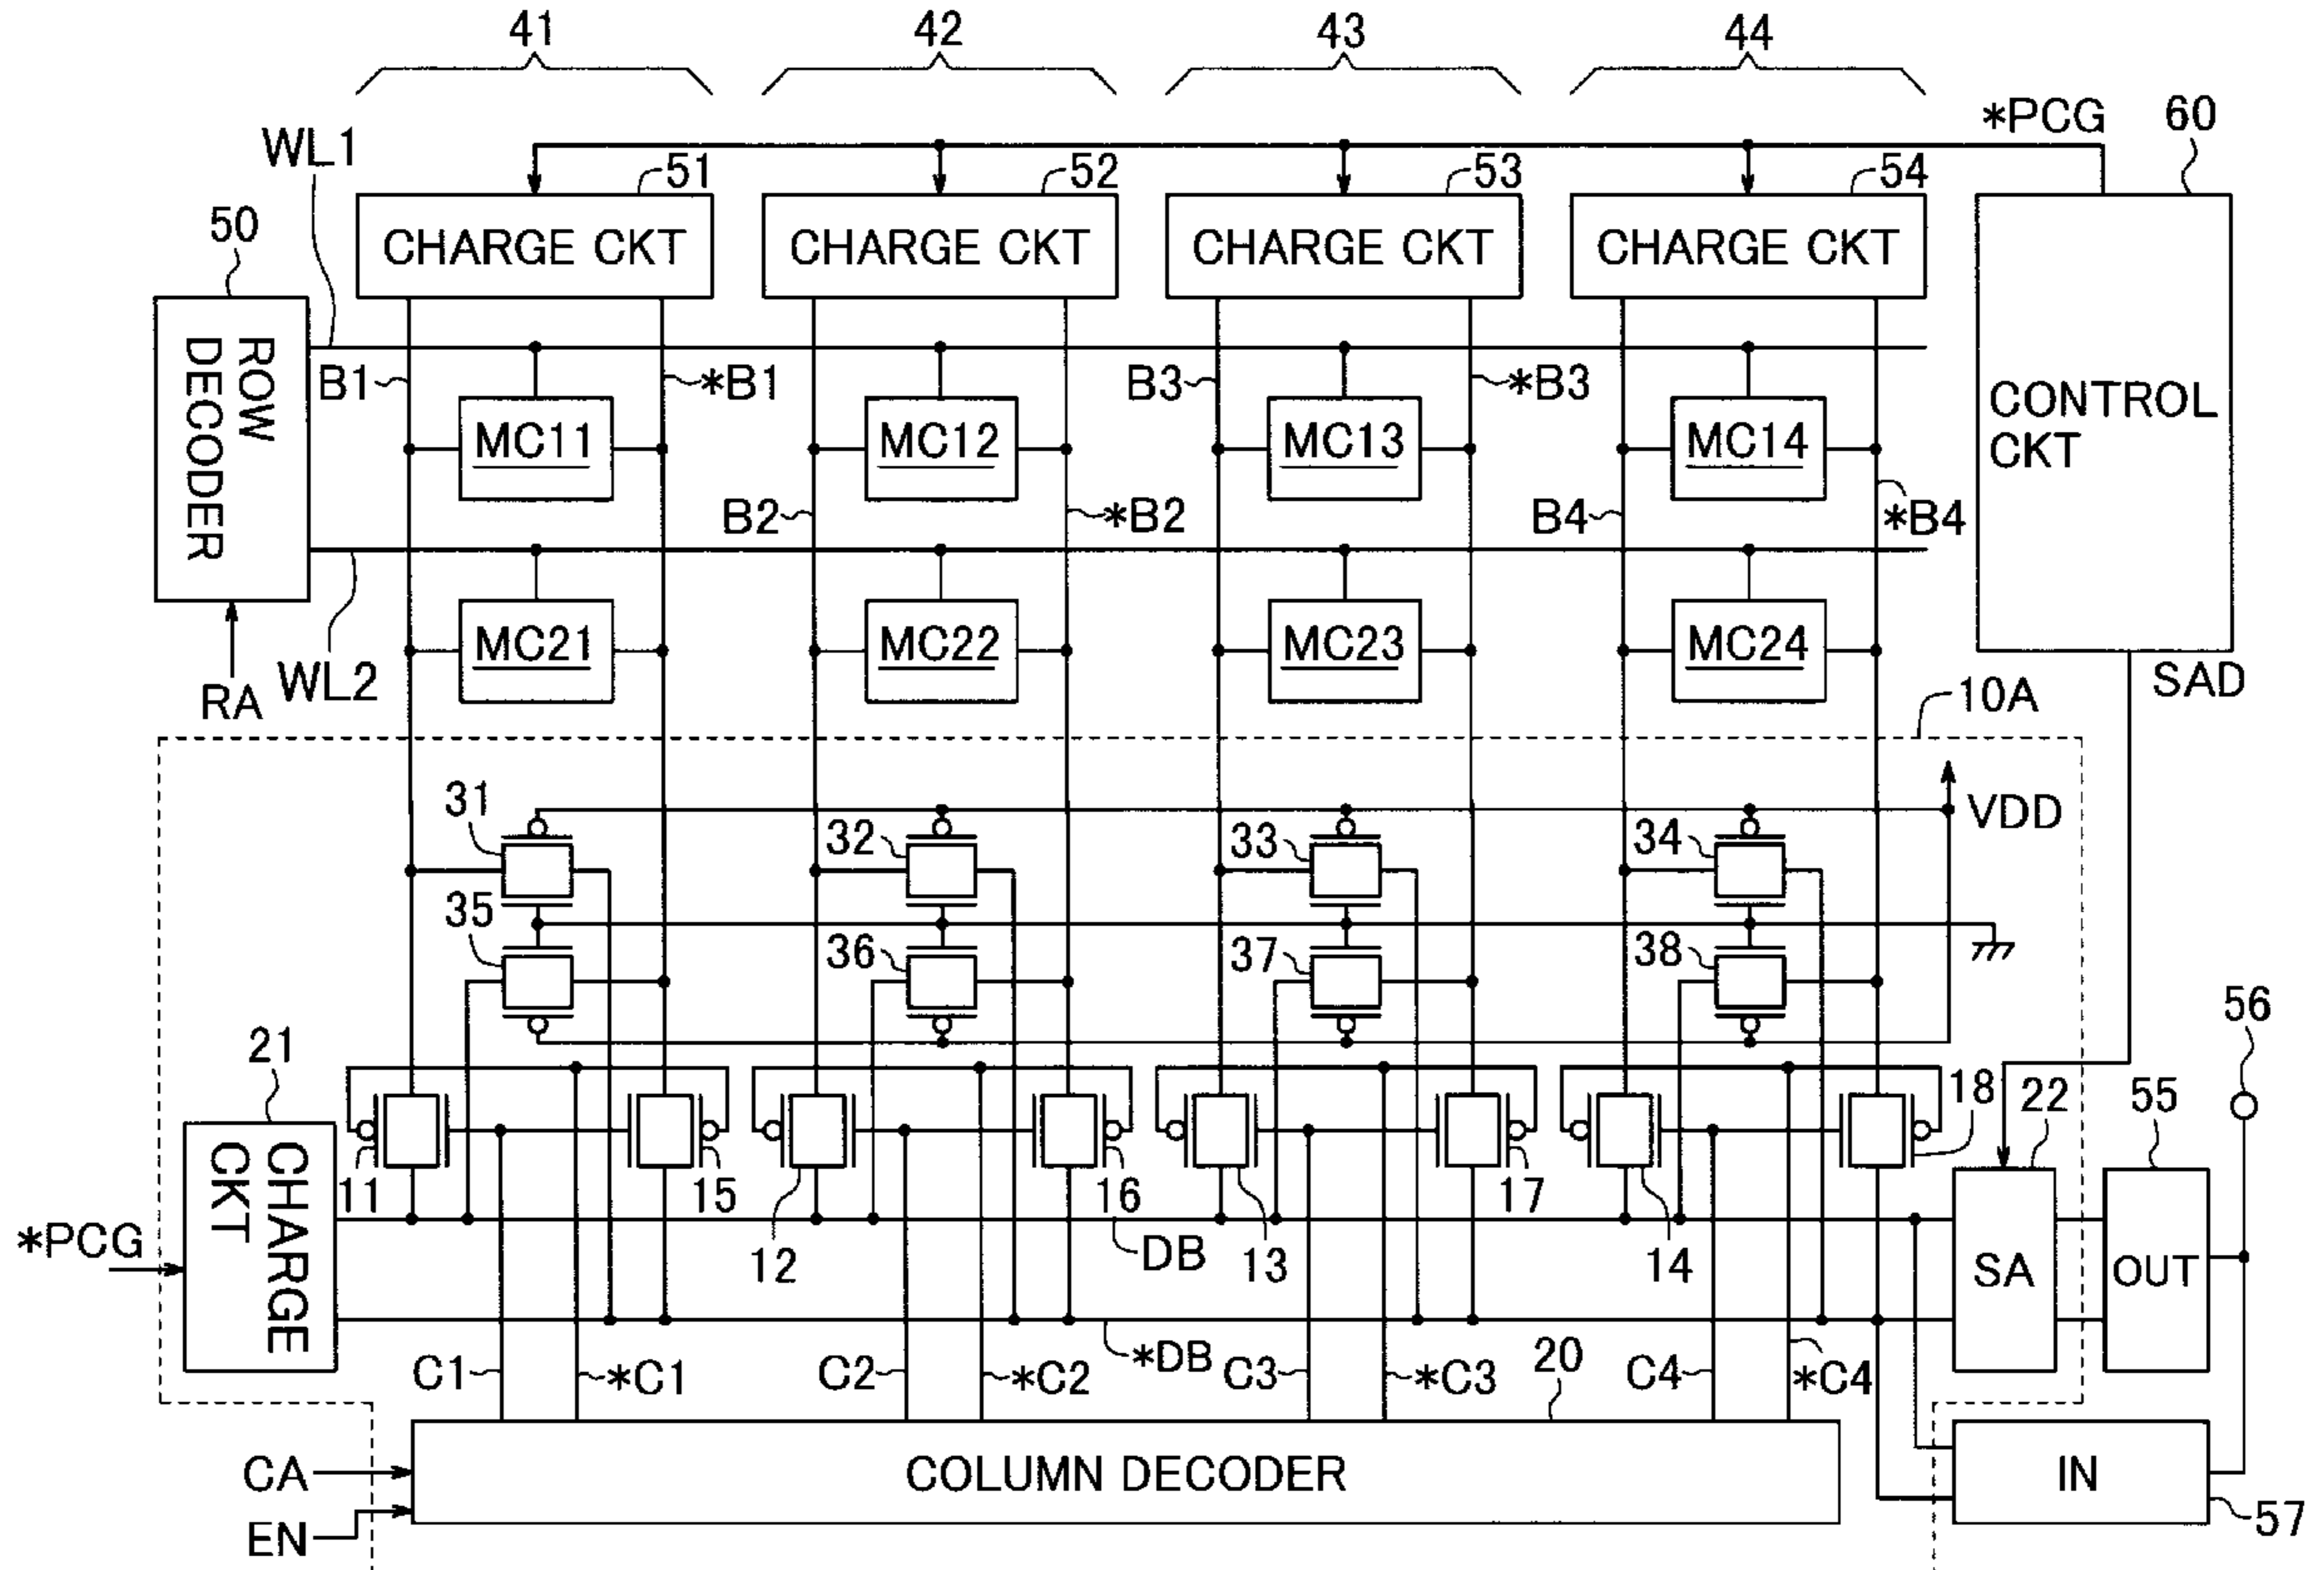 41 42 43 44
*PCG 60
WL1
51 52 53 54
50
CHARGE CKT CHARGE CKT CHARGE CKT CHARGE CKT
ROW
DECODER
B1 *B1 B3 *B3
CONTROL
CKT
MC11 MC12 MC13 MC14
B2 *B2 B4 *B4
MC21 MC22 MC23 MC24
RA WL2 SAD
10A
31 32 33 34 VDD
35 36 37 38
56
21 18 22 55
CHARGE
CKT
11 15 16 17
*PCG
12 DB 13 14 SA OUT
C1 *C1 C2 *DB *C2 C3 *C3 20 C4 *C4
CA COLUMN DECODER IN
EN 57